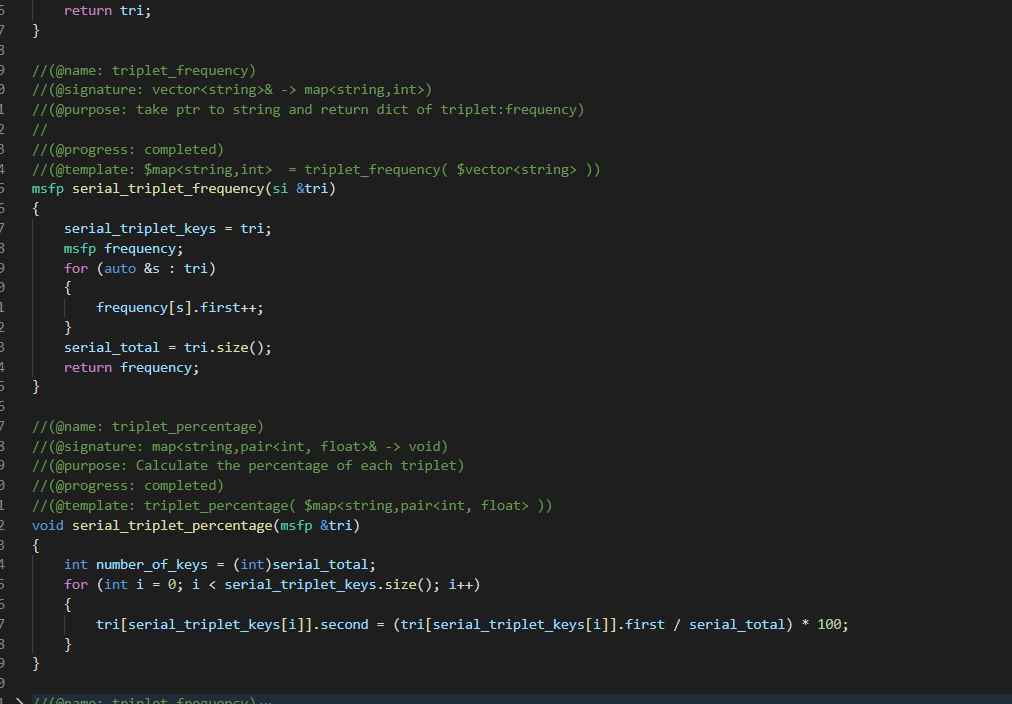 return tri;
}
//(@name: triplet_frequency)
//(@signature: vector<string>& -> map<string,int>)
//(@purpose: take ptr to string and return dict of triplet:frequency)
//
//(@progress: completed)
//(@template: $map<string,int>  = triplet_frequency( $vector<string> ))
msfp serial_triplet_frequency(si &tri)
{
serial_triplet_keys = tri;
msfp frequency;
for (auto &s : tri)
{
frequency[s].first++;
}
serial_total = tri.size();
return frequency;
}
//(@name: triplet_percentage)
//(@signature: map<string,pair<int, float>& -> void)
//(@purpose: Calculate the percentage of each triplet)
//(@progress: completed)
//(@template: triplet_percentage( $map<string,pair<int, float> ))
void serial_triplet_percentage(msfp &tri)
{
int number_of_keys = (int)serial_total;
for (int i = 0; i < serial_triplet_keys.size(); i++)
{
tri[serial_triplet_keys[i]].second = (tri[serial_triplet_keys[i]].first / serial_total) * 100;
}
}
//(@name: triplet_frequency)